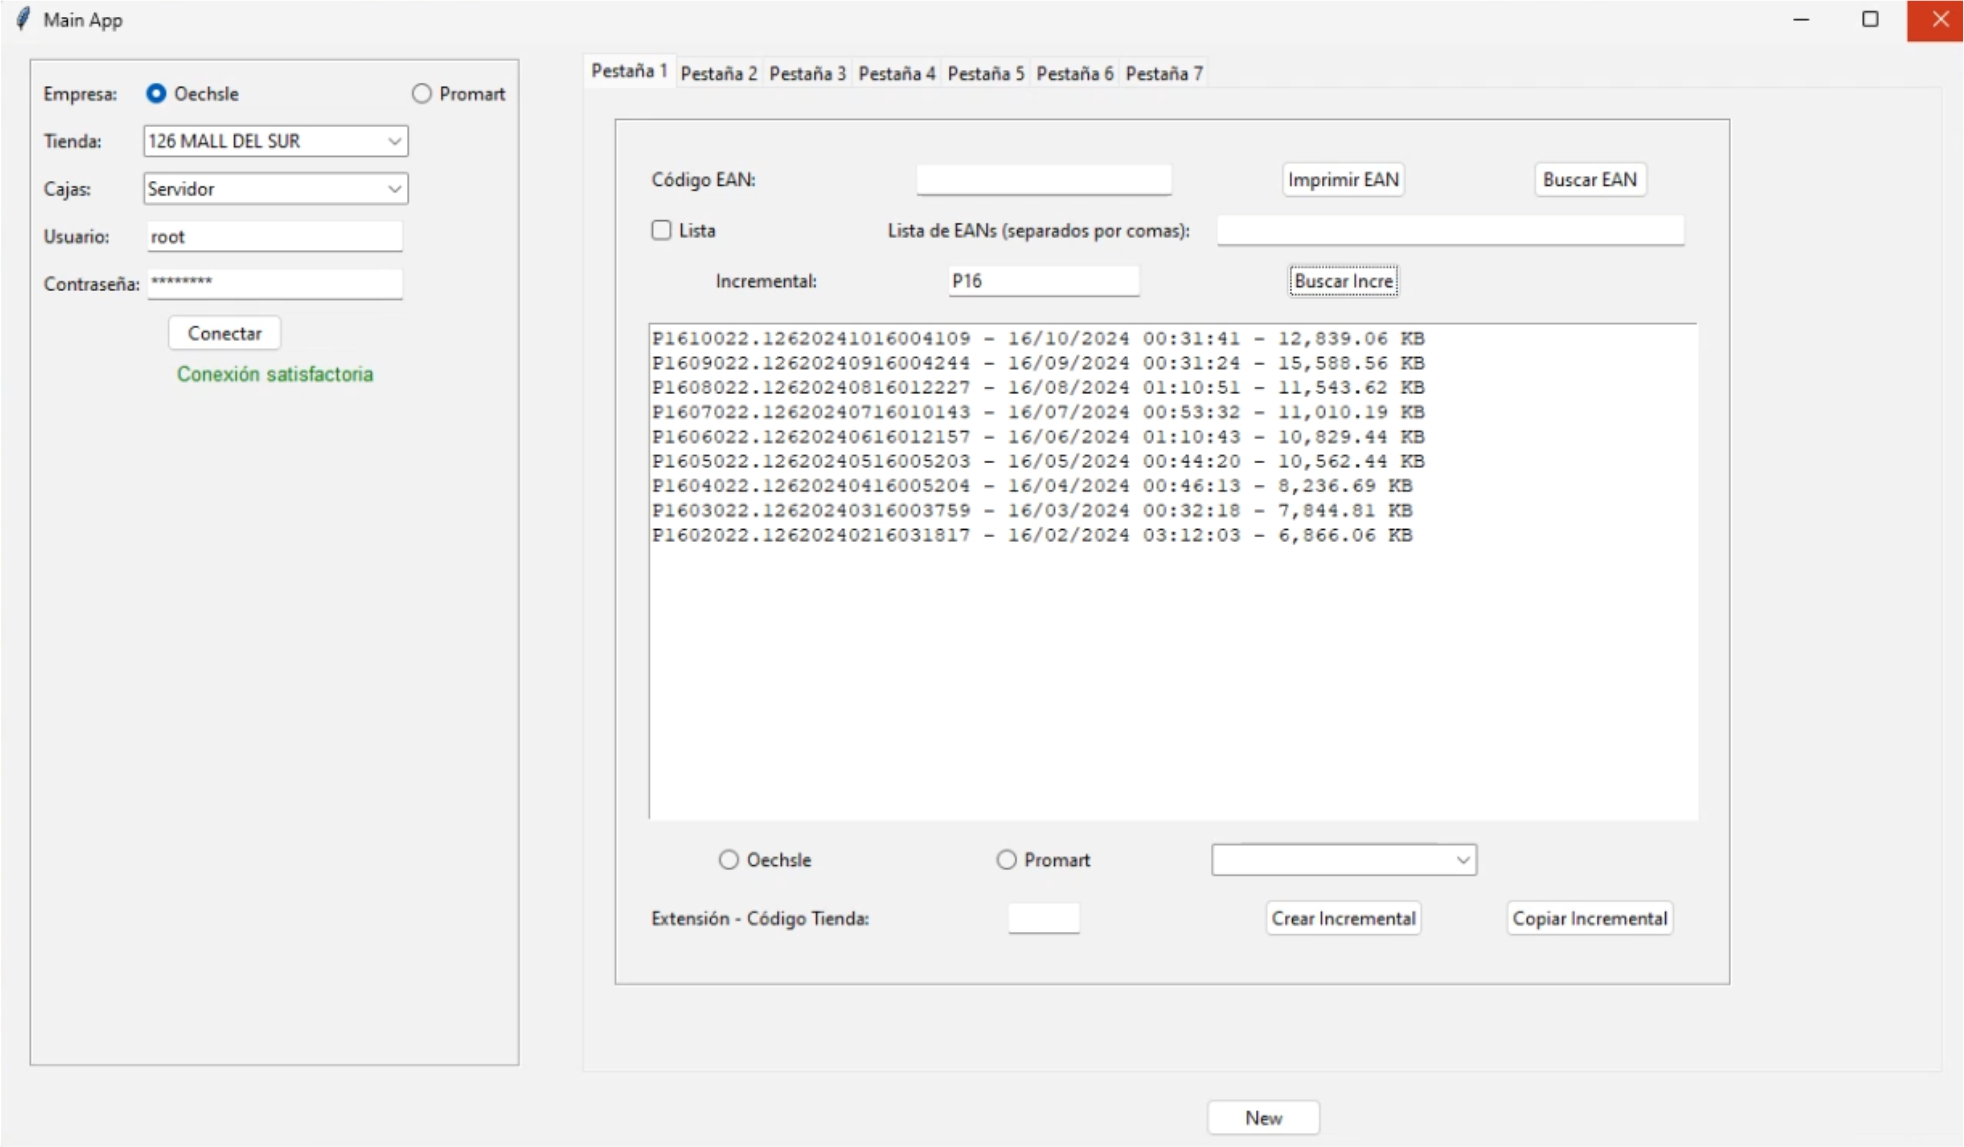 Main App
Empresa: Oechsle Promart
Tienda: 126 MALL DEL SUR
Cajas: Servidor
Usuario: root
Contraseña: ********
Conectar
Conexión satisfactoria
Pestaña 1 Pestaña 2 Pestaña 3 Pestaña 4 Pestaña 5 Pestaña 6 Pestaña 7
Código EAN: Imprimir EAN Buscar EAN
Lista Lista de EANs (separados por comas):
Incremental: P16 Buscar Incre
P1610022.12620241016004109 - 16/10/2024 00:31:41 - 12,839.06 KB
P1609022.12620240916004244 - 16/09/2024 00:31:24 - 15,588.56 KB
P1608022.12620240816012227 - 16/08/2024 01:10:51 - 11,543.62 KB
P1607022.12620240716010143 - 16/07/2024 00:53:32 - 11,010.19 KB
P1606022.12620240616012157 - 16/06/2024 01:10:43 - 10,829.44 KB
P1605022.12620240516005203 - 16/05/2024 00:44:20 - 10,562.44 KB
P1604022.12620240416005204 - 16/04/2024 00:46:13 - 8,236.69 KB
P1603022.12620240316003759 - 16/03/2024 00:32:18 - 7,844.81 KB
P1602022.12620240216031817 - 16/02/2024 03:12:03 - 6,866.06 KB
Oechsle Promart
Extensión - Código Tienda: Crear Incremental Copiar Incremental
New